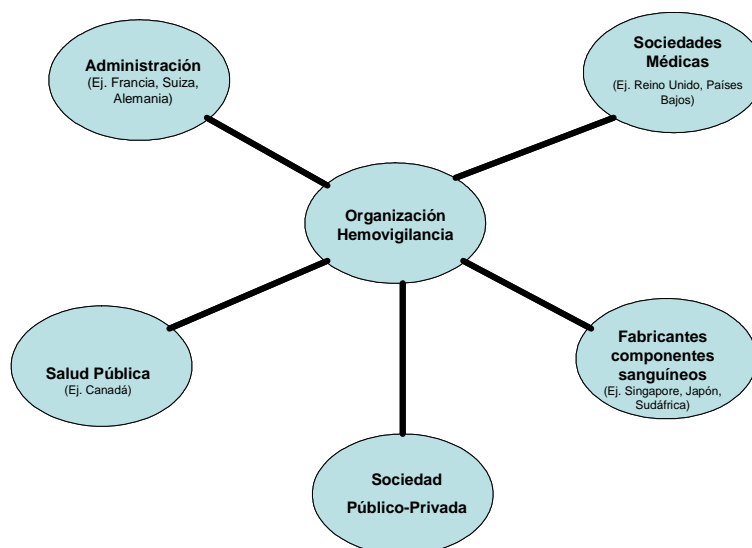 Administración
(Ej. Francia, Suiza,
Alemania)
Sociedades
Médicas
(Ej. Reino Unido, Países
Bajos)
Organización
Hemovigilancia
Salud Pública
(Ej. Canadá)
Fabricantes
componentes
sanguíneos
(Ej. Singapore, Japón,
Sudáfrica)
Sociedad
Público-Privada